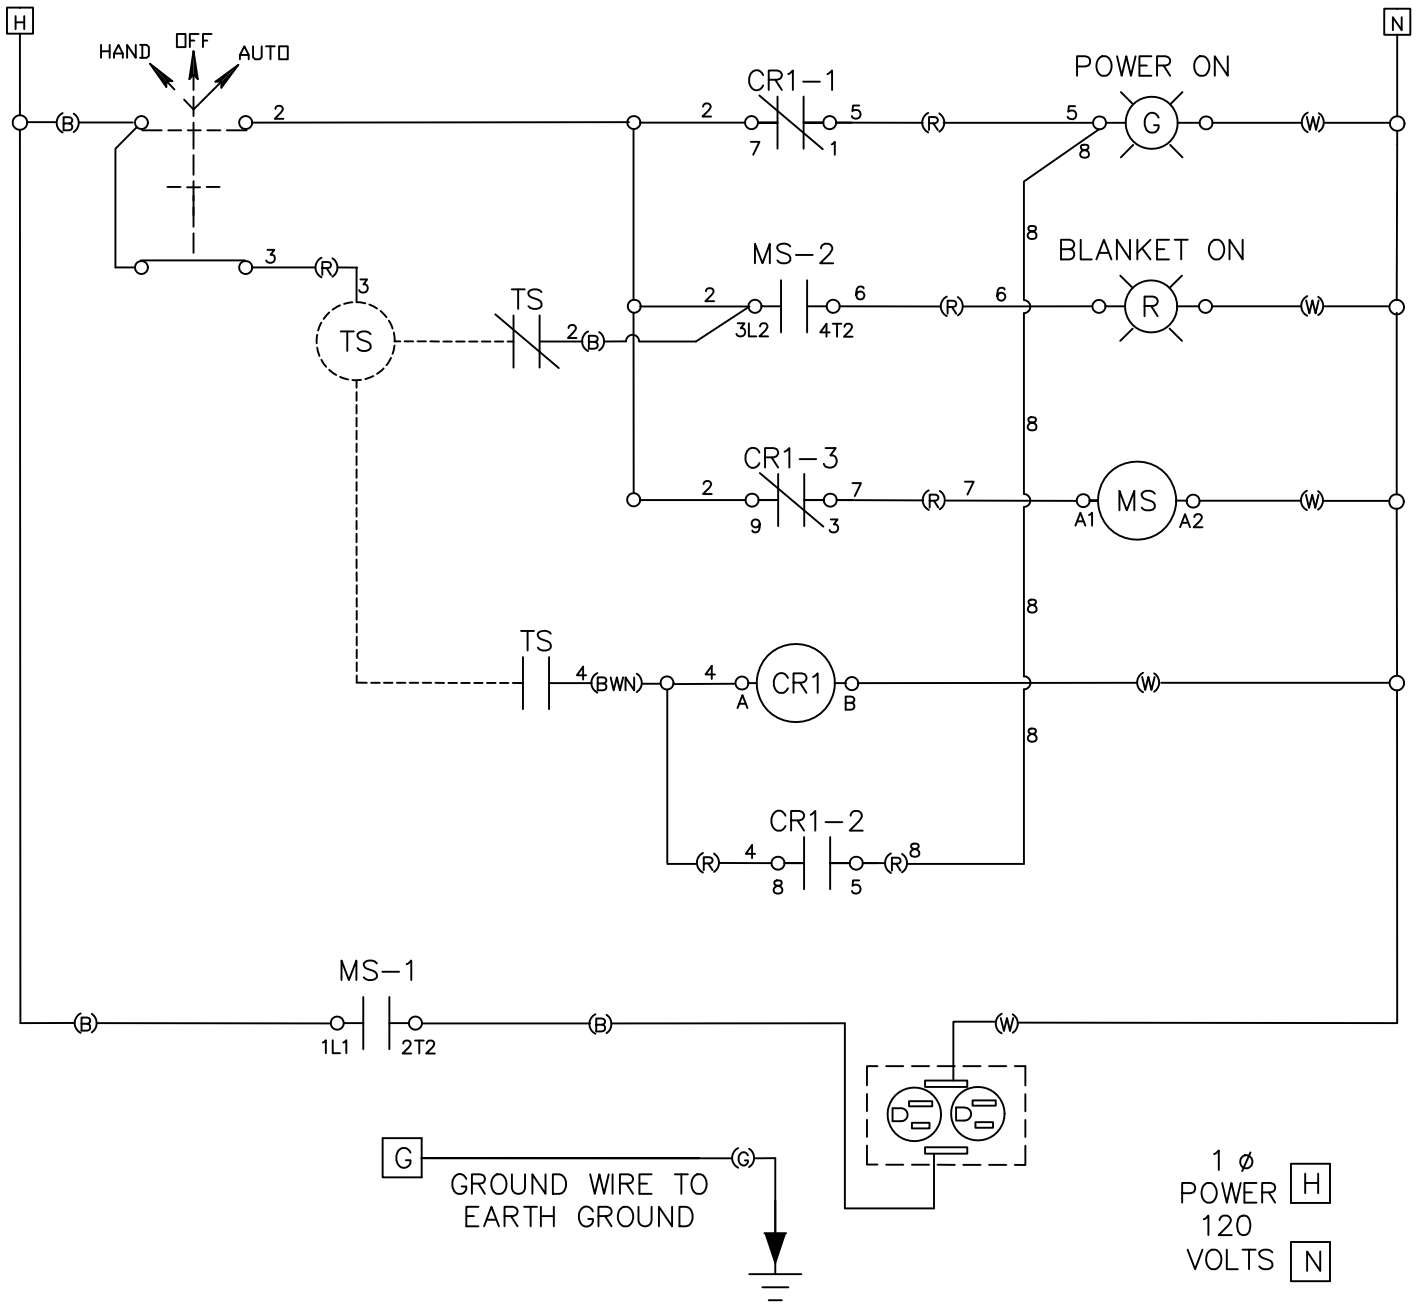 H
N
HAND
OFF
AUTO
POWER ON
CR1-1
(B)
2
2
5
(R)
5
G
(W)
7
1
8
8
BLANKET ON
MS-2
3
(R)
3
TS
TS
2
(B)
2
6
(R)
6
R
(W)
3L2
4T2
8
CR1-3
2
7
(R)
7
MS
(W)
9
3
A1
A2
8
TS
4
(BWN)
4
CR1
(W)
A
B
8
CR1-2
(R)
4
(R)
8
8
5
MS-1
(B)
(B)
(W)
1L1
2T2
G
(G)
GROUND WIRE TO
EARTH GROUND
1 ø
POWER
H
120
VOLTS
N